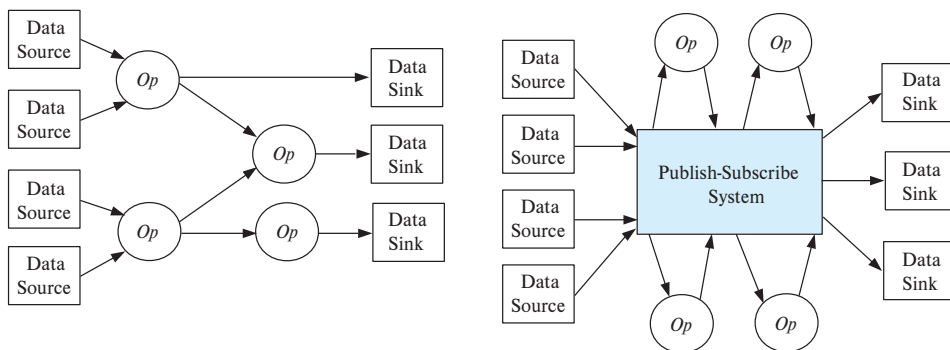 Data
Source
Data
Source
Data
Source
Data
Source
Op
Op
Op
Op
Data
Sink
Data
Sink
Data
Sink
Data
Source
Data
Source
Data
Source
Data
Source
Op
Op
Publish-Subscribe
System
Op
Op
Data
Sink
Data
Sink
Data
Sink